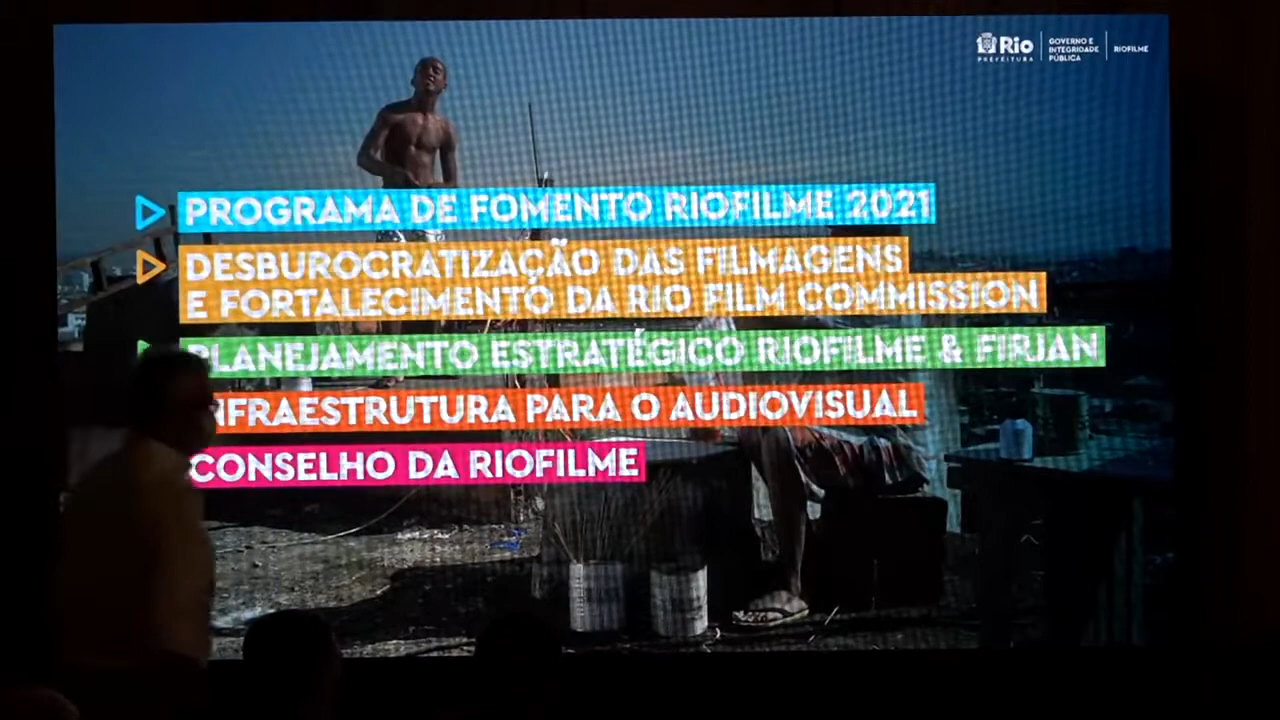 Rio
PREFEITURA
GOVERNO E
INTEGRIDADE
PÚBLICA
RIOFILME
PROGRAMA DE FOMENTO RIOFILME 2021
DESBUROCRATIZAÇÃO DAS FILMAGENS
E FORTALECIMENTO DA RIO FILM COMMISSION
PLANEJAMENTO ESTRATÉGICO RIOFILME & FIRJAN
INFRAESTRUTURA PARA O AUDIOVISUAL
CONSELHO DA RIOFILME